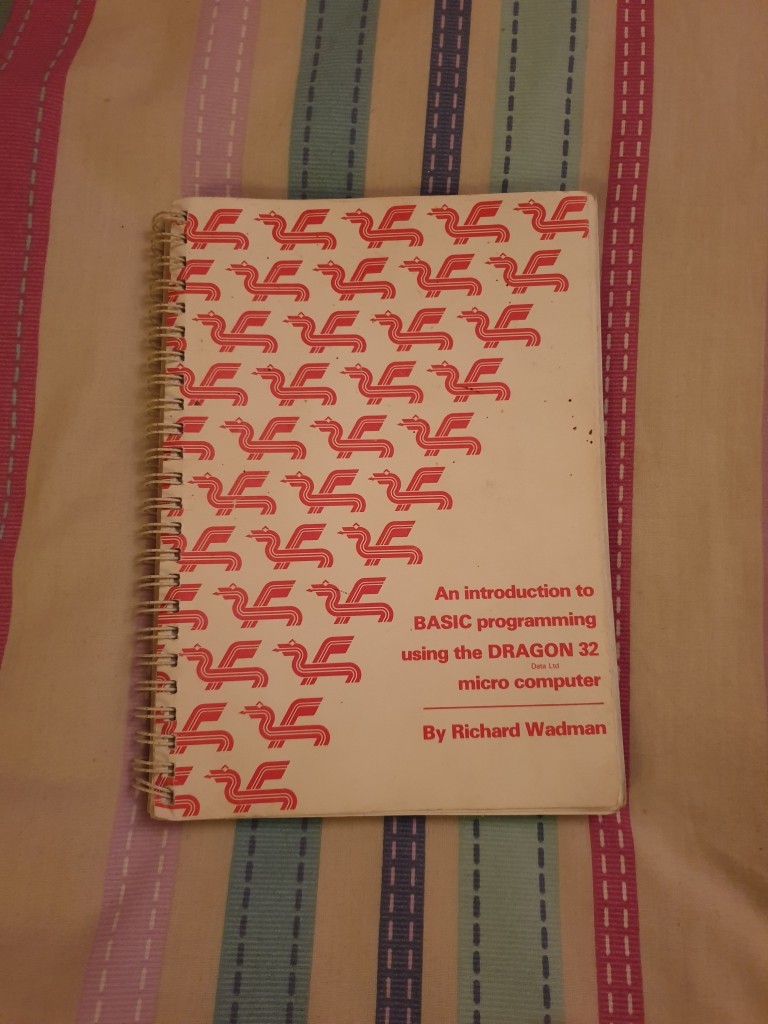 An introduction to
BASIC programming
using the DRAGON 32
Data Ltd
micro computer
By Richard Wadman